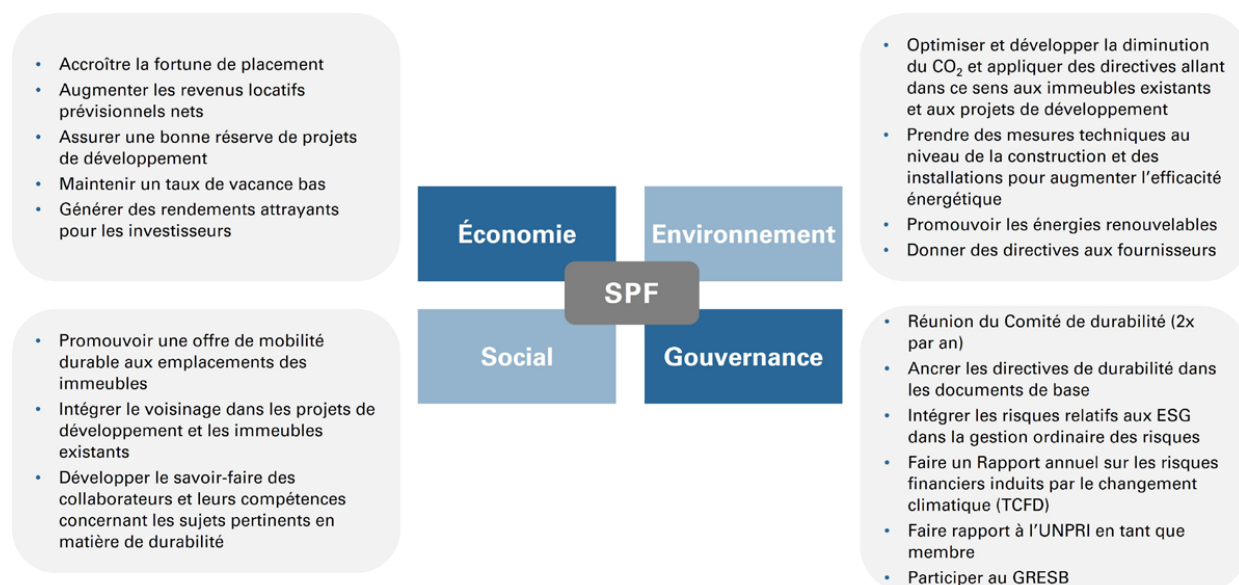 • Accroître la fortune de placement
• Augmenter les revenus locatifs
prévisionnels nets
• Assurer une bonne réserve de projets
de développement
• Maintenir un taux de vacance bas
• Générer des rendements attrayants
pour les investisseurs
• Optimiser et développer la diminution
du CO₂ et appliquer des directives allant
dans ce sens aux immeubles existants
et aux projets de développement
• Prendre des mesures techniques au
niveau de la construction et des
installations pour augmenter l’efficacité
énergétique
• Promouvoir les énergies renouvelables
• Donner des directives aux fournisseurs
Économie
Environnement
SPF
Social
Gouvernance
• Promouvoir une offre de mobilité
durable aux emplacements des
immeubles
• Intégrer le voisinage dans les projets de
développement et les immeubles
existants
• Développer le savoir-faire des
collaborateurs et leurs compétences
concernant les sujets pertinents en
matière de durabilité
• Réunion du Comité de durabilité (2x
par an)
• Ancrer les directives de durabilité dans
les documents de base
• Intégrer les risques relatifs aux ESG
dans la gestion ordinaire des risques
• Faire un Rapport annuel sur les risques
financiers induits par le changement
climatique (TCFD)
• Faire rapport à l’UNPRI en tant que
membre
• Participer au GRESB